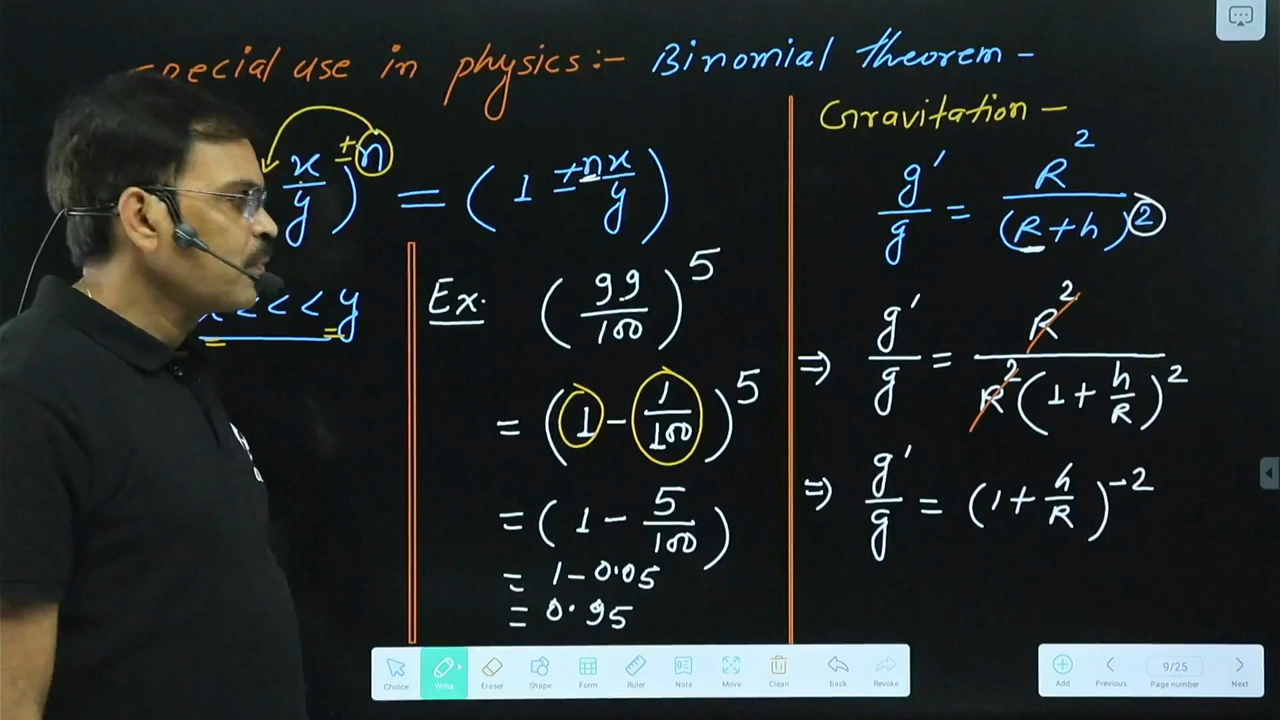 special use in physics:- Binomial theorem -
x/y)^±n = (1 ± nx/y)
<<< y
Ex. (99/100)^5
= (1 - 1/100)^5
= (1 - 5/100)
= 1 - 0.05
= 0.95
Gravitation -
g'/g = R^2/(R+h)^2
⇒ g'/g = R^2/R^2(1+h/R)^2
⇒ g'/g = (1+h/R)^-2
Choice
Write
Eraser
Shape
Form
Ruler
Note
Move
Clean
back
Revoke
Add
Previous
9/25
Page number
Next